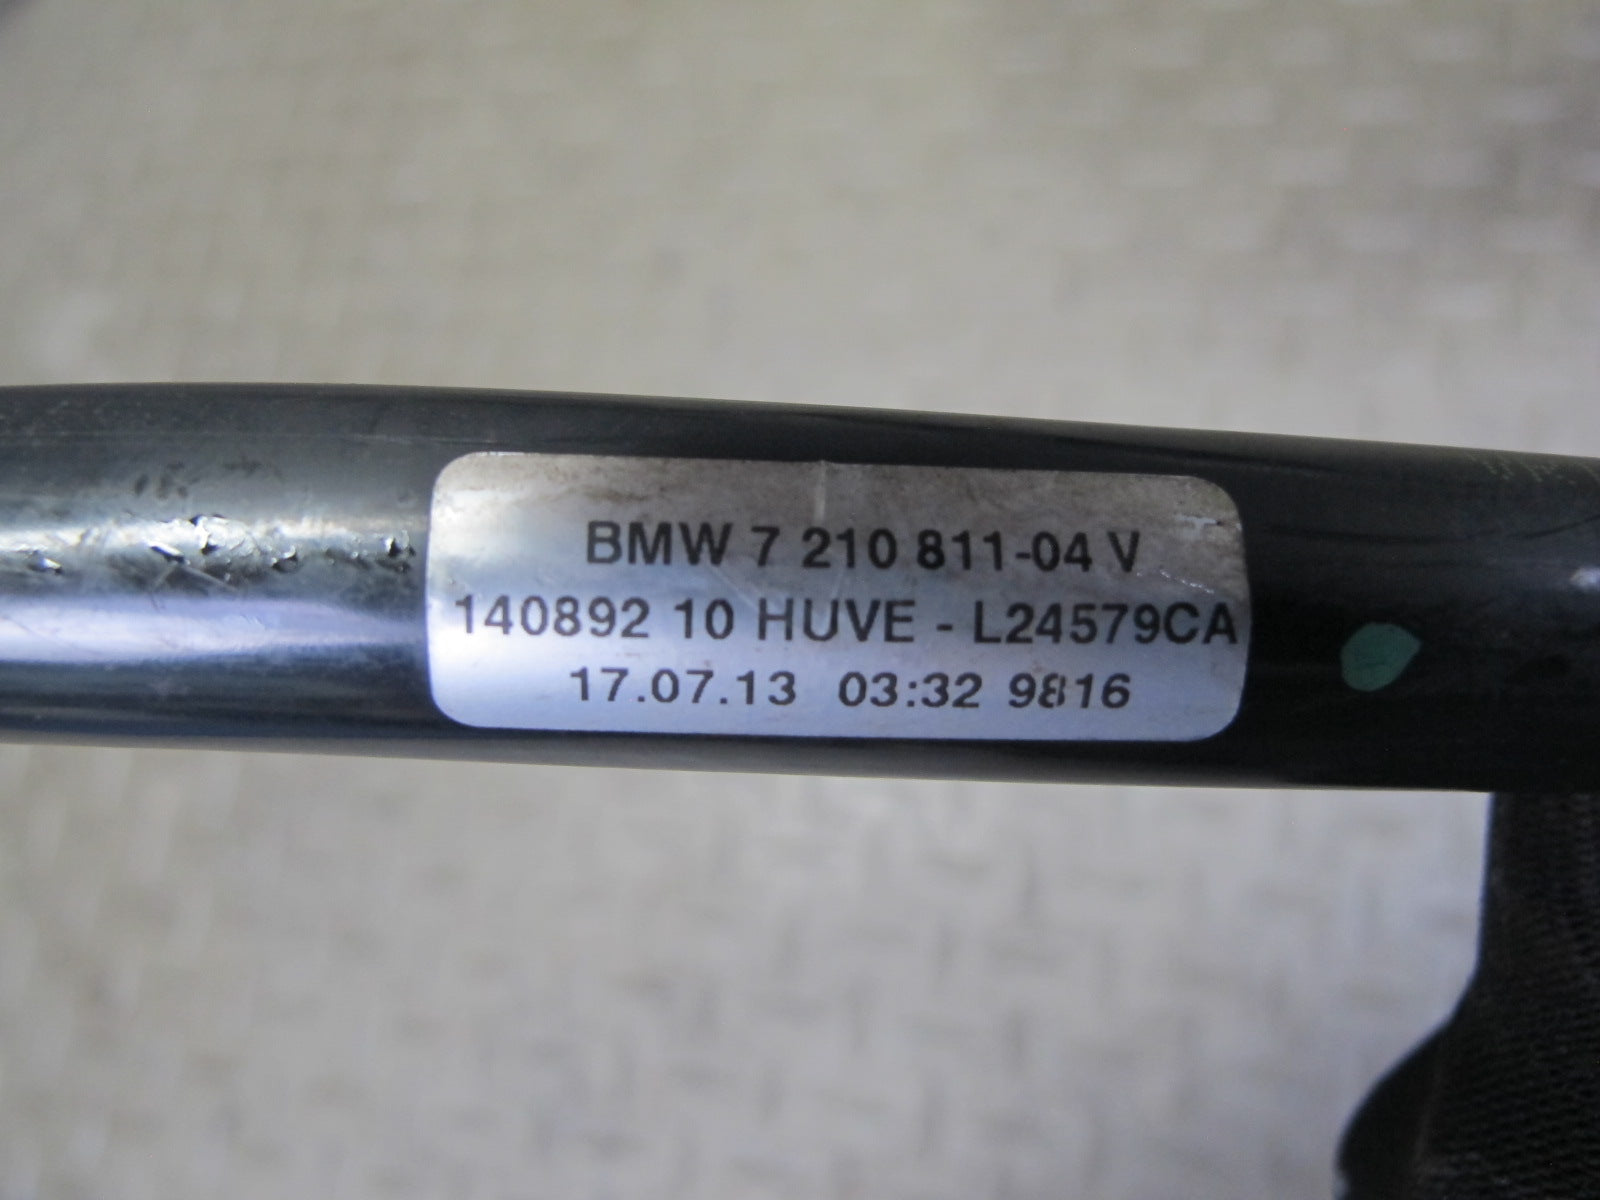 BMW 7 210 811-04 V
140892 10 HUVE - L24579CA
17.07.13 03:32 9816